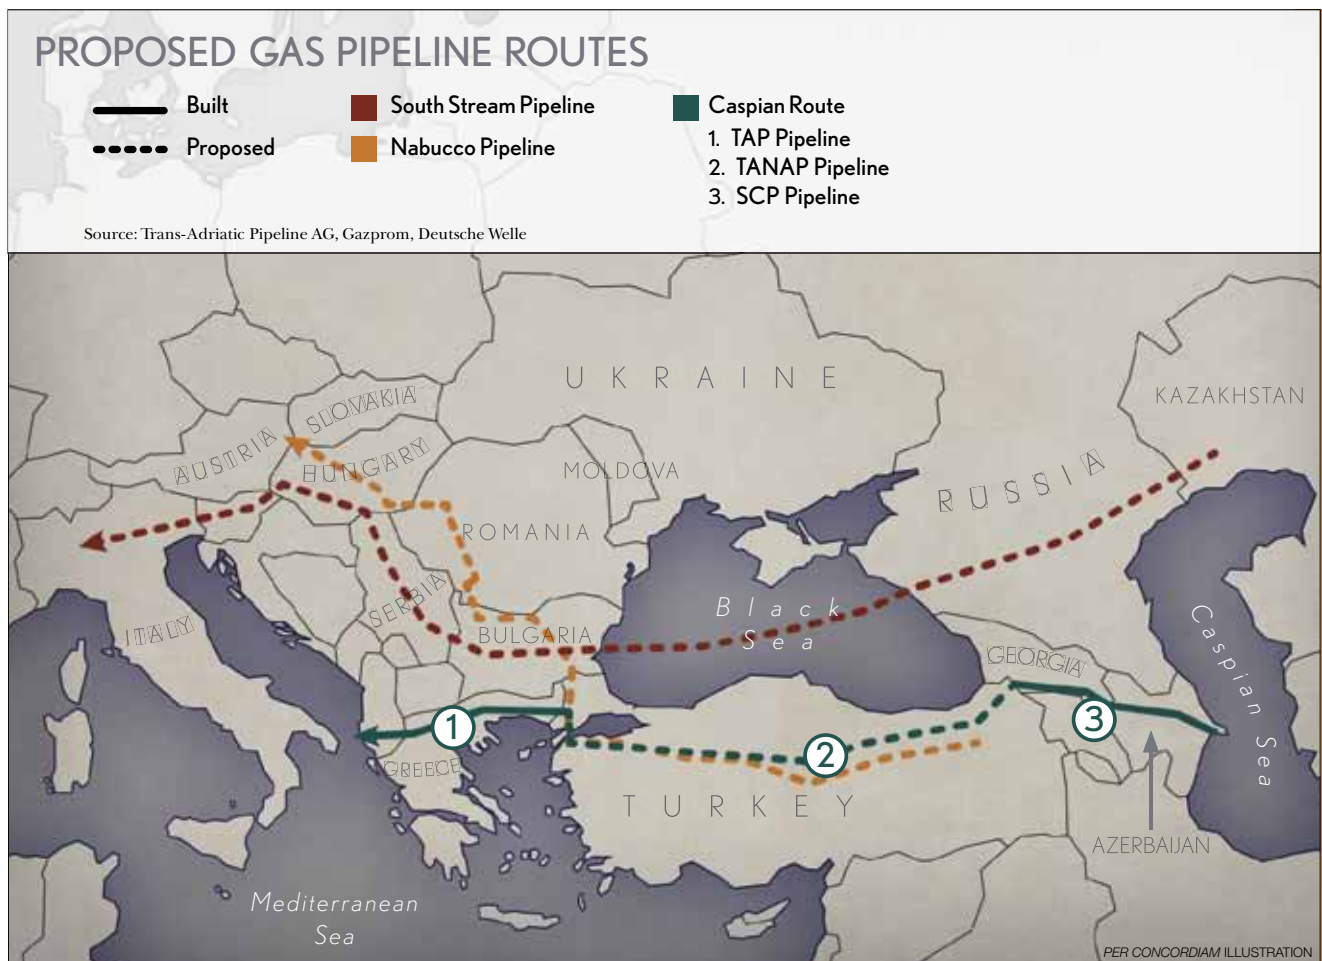 PROPOSED GAS PIPELINE ROUTES
Built
Proposed
South Stream Pipeline
Nabucco Pipeline
Caspian Route
1. TAP Pipeline
2. TANAP Pipeline
3. SCP Pipeline
Source: Trans-Adriatic Pipeline AG, Gazprom, Deutsche Welle
UKRAINE
KAZAKHSTAN
SLOVAKIA
AUSTRIA
HUNGARY
MOLDOVA
RUSSIA
ROMANIA
SERBIA
Black
Sea
ITALY
BULGARIA
GEORGIA
Caspian Sea
1
2
3
GREECE
TURKEY
AZERBAIJAN
Mediterranean
Sea
PER CONCORDIAM ILLUSTRATION